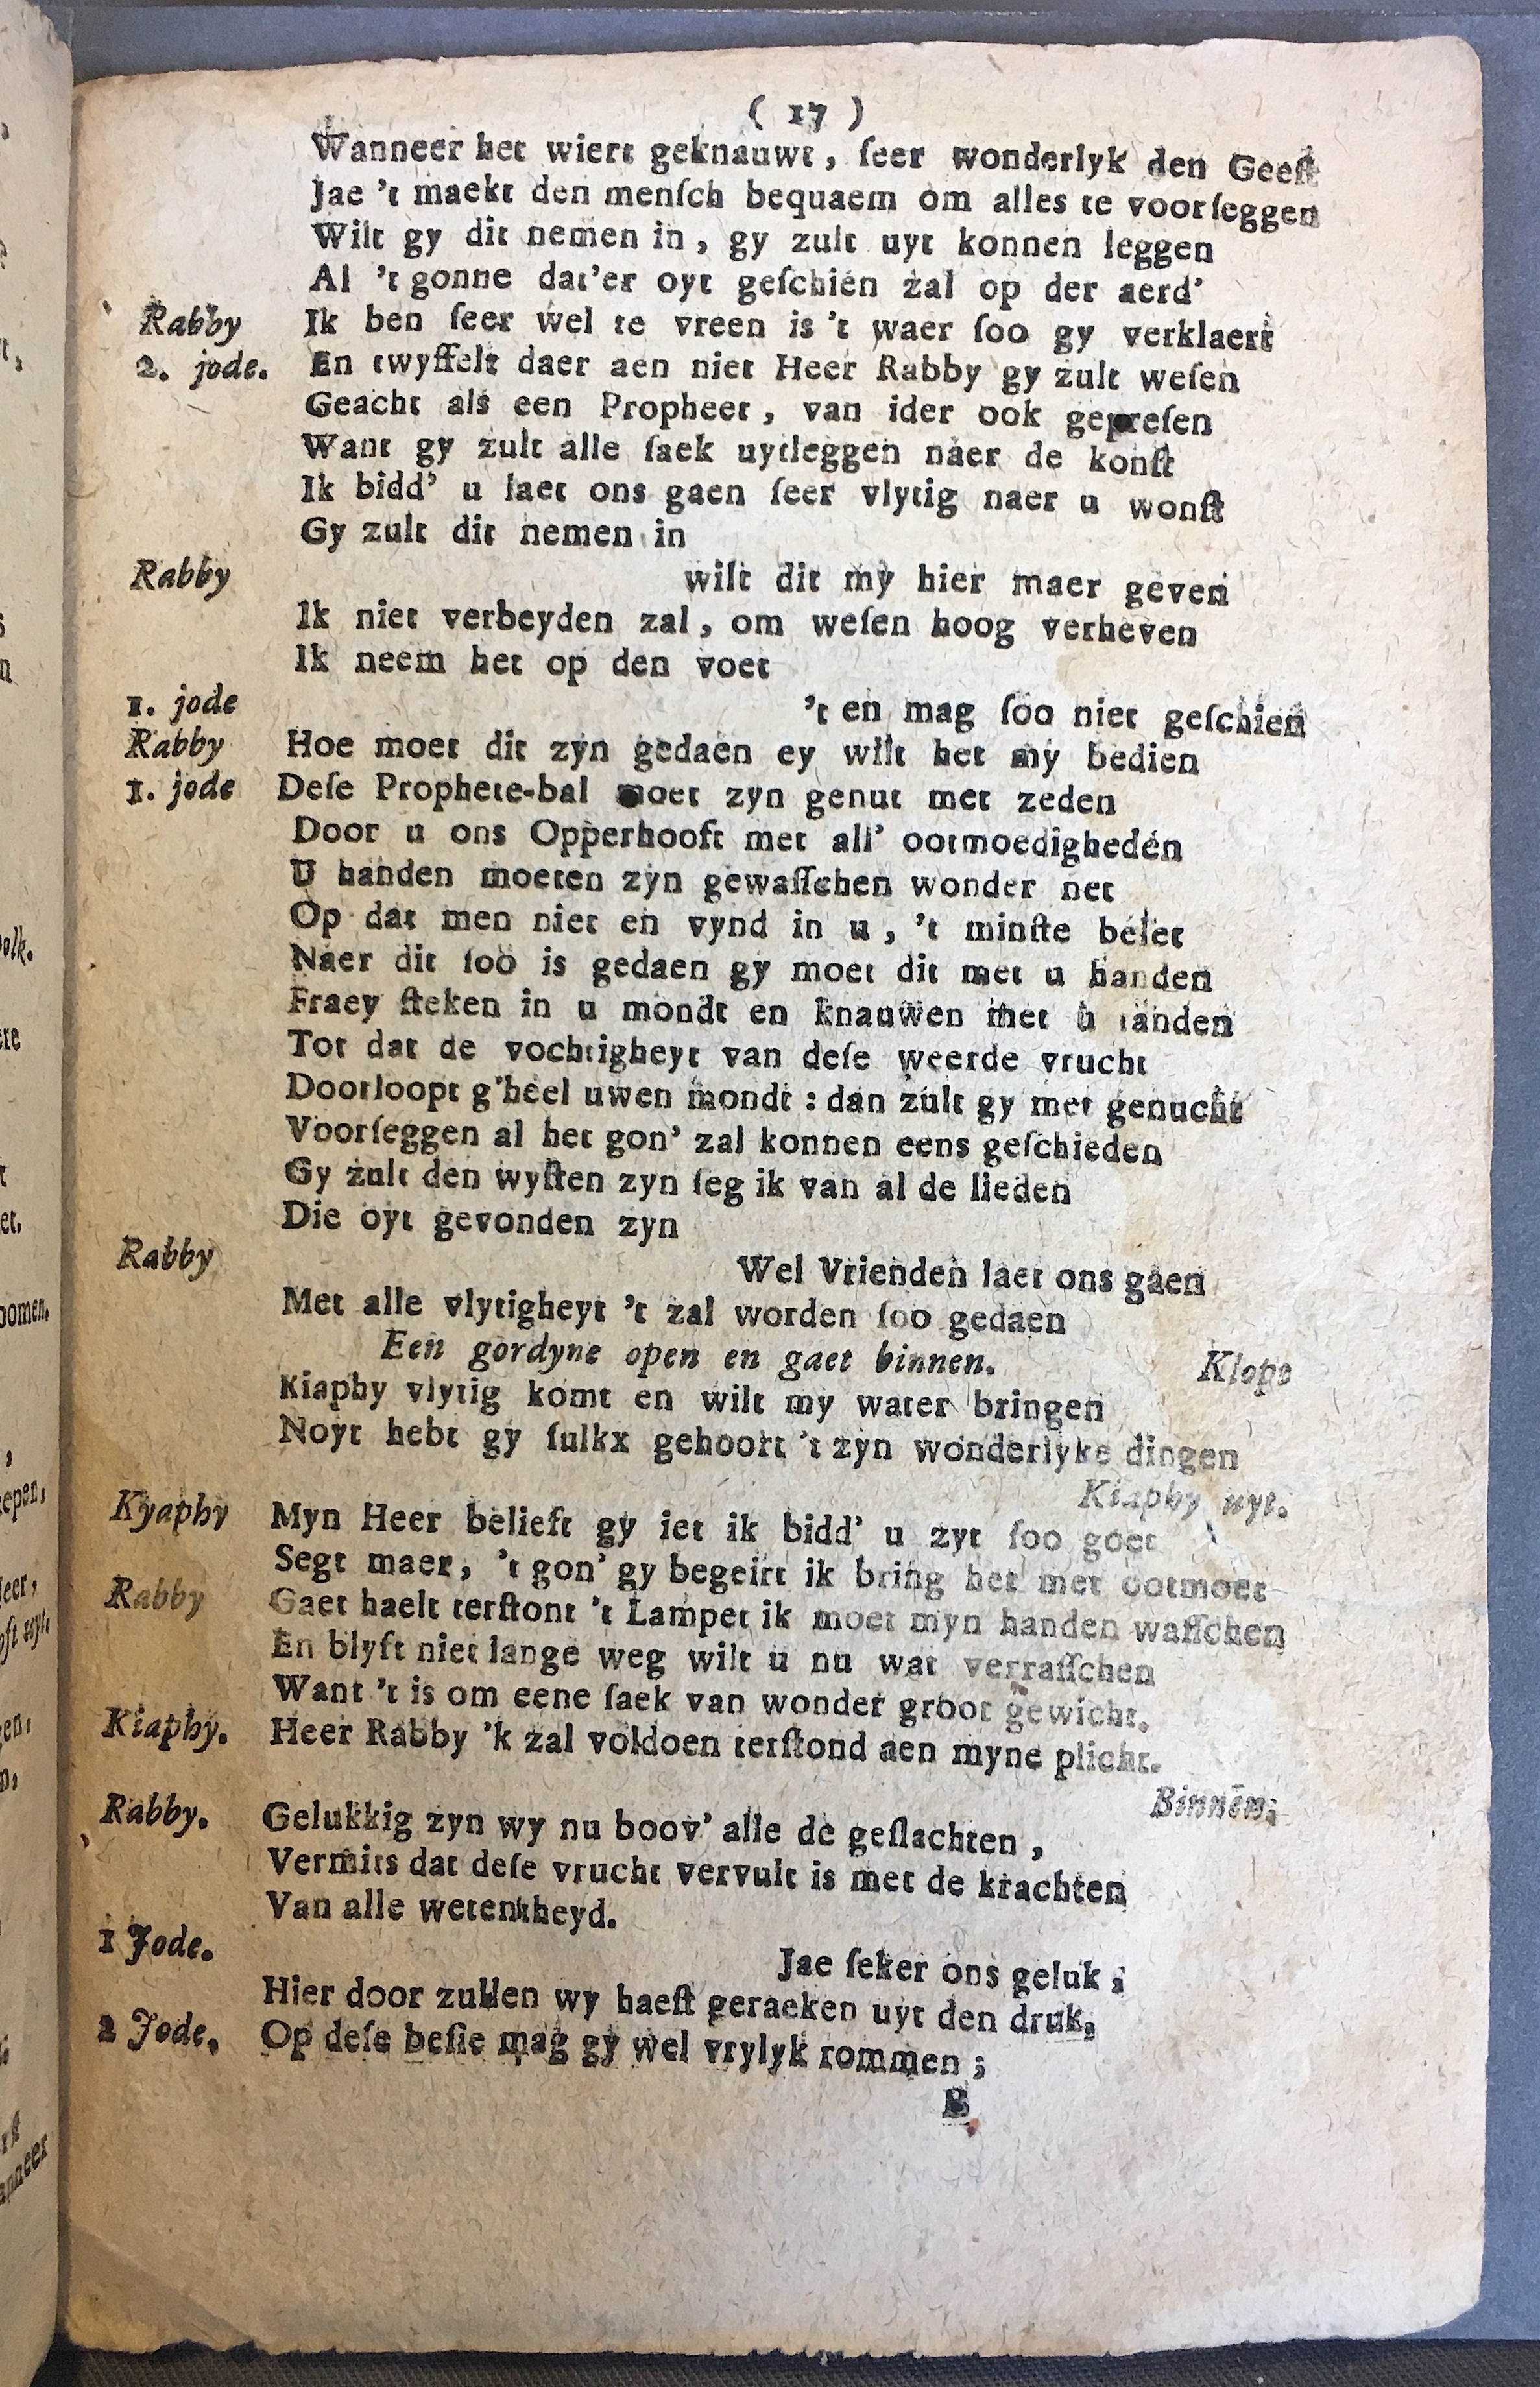 ( 17 )
Wanneer het wiert geknauwt, ſeer wonderlyk den Geeſt
Jae 't maekt den menſch bequaem om alles te voorſeggen
Wilt gy dit nemen in, gy zult uyt konnen leggen
Al 't gonne dat'er oyt geſchien zal op der aerd'
Rabby Ik ben ſeer wel te vreen is 't waer ſoo gy verklaert
2. jode. En twyffelt daer aen niet Heer Rabby gy zult weſen
Geacht als een Propheet, van ider ook gepreſen
Want gy zult alle ſaek uytleggen naer de konſt
Ik bidd' u laet ons gaen ſeer vlytig naer u wonſt
Gy zult dit nemen in
Rabby wilt dit my hier maer geven
Ik niet verbeyden zal, om weſen hoog verheven
Ik neem het op den voet
1. jode 't en mag ſoo niet geſchien
Rabby Hoe moet dit zyn gedaen ey wilt het my bedien
1. jode Deſe Prophete-bal moet zyn genut met zeden
Door u ons Opperhooft met all' ootmoedigheden
U handen moeten zyn gewaſſchen wonder net
Op dat men niet en vynd in u, 't minſte belet
Naer dit ſoo is gedaen gy moet dit met u handen
Fraey ſteken in u mondt en knauwen met u tanden
Tot dat de vochtigheyt van deſe weerde vrucht
Doorloopt g'heel uwen mondt : dan zult gy met genucht
Voorſeggen al het gon' zal konnen eens geſchieden
Gy zult den wyſten zyn ſeg ik van al de lieden
Die oyt gevonden zyn
Rabby Wel Vrienden laet ons gaen
Met alle vlytigheyt 't zal worden ſoo gedaen
Een gordyne open en gaet binnen. Klopt
Kiaphy vlytig komt en wilt my water bringen
Noyt hebt gy ſulkx gehoort 't zyn wonderlyke dingen
Kiaphy uyt.
Kyaphy Myn Heer belieft gy iet ik bidd' u zyt ſoo goet
Segt maer, 't gon' gy begeirt ik bring het met ootmoet
Rabby Gaet haelt terſtont 't Lampet ik moet myn handen waſſchen
En blyft niet lange weg wilt u nu wat verraſſchen
Want 't is om eene ſaek van wonder groot gewicht.
Kiaphy. Heer Rabby 'k zal voldoen terſtond aen myne plicht.
Binnen;
Rabby. Gelukkig zyn wy nu boov' alle de geſlachten,
Vermits dat deſe vrucht vervult is met de krachten
Van alle wetentheyd.
1 Jode. Jae ſeker ons geluk;
Hier door zullen wy haeſt geraeken uyt den druk,
2 Jode. Op deſe beſie mag gy wel vrylyk rommen;
B